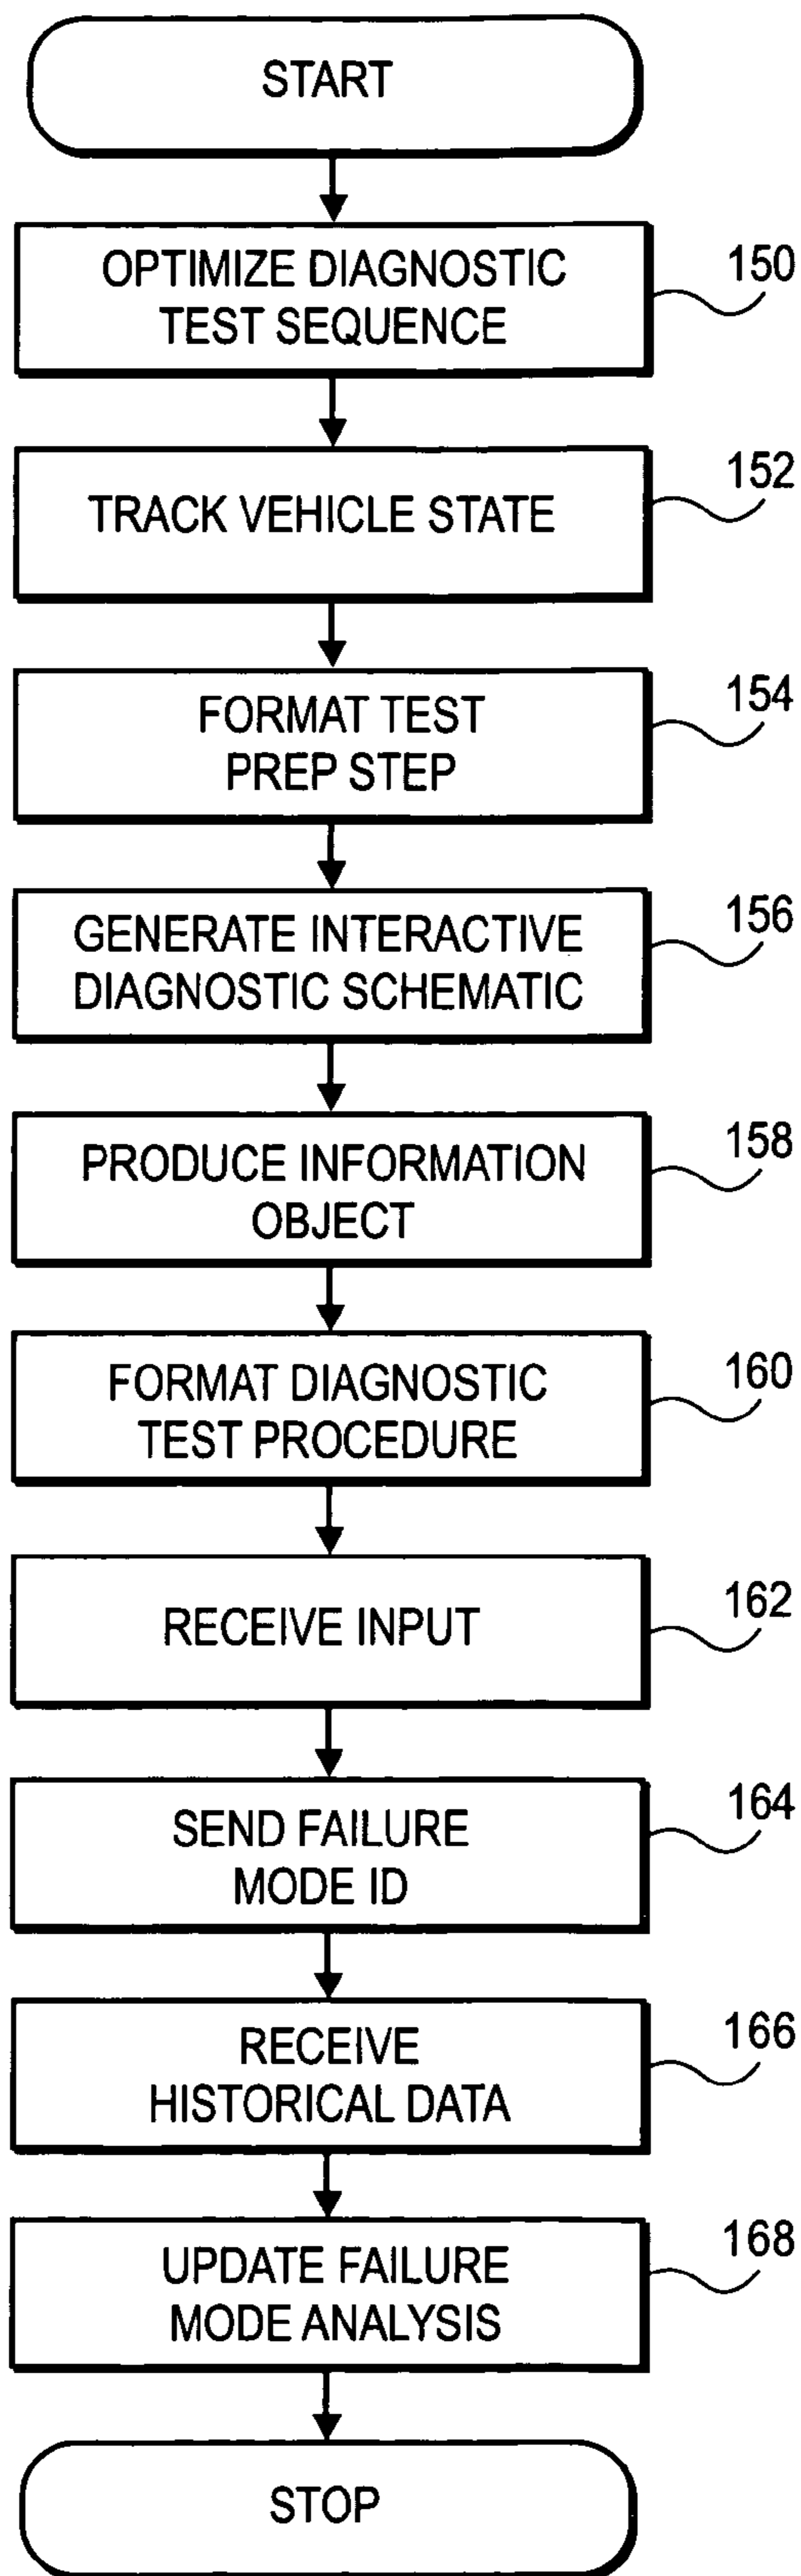 START
OPTIMIZE DIAGNOSTIC
TEST SEQUENCE
150
TRACK VEHICLE STATE
152
FORMAT TEST
PREP STEP
154
GENERATE INTERACTIVE
DIAGNOSTIC SCHEMATIC
156
PRODUCE INFORMATION
OBJECT
158
FORMAT DIAGNOSTIC
TEST PROCEDURE
160
RECEIVE INPUT
162
SEND FAILURE
MODE ID
164
RECEIVE
HISTORICAL DATA
166
UPDATE FAILURE
MODE ANALYSIS
168
STOP